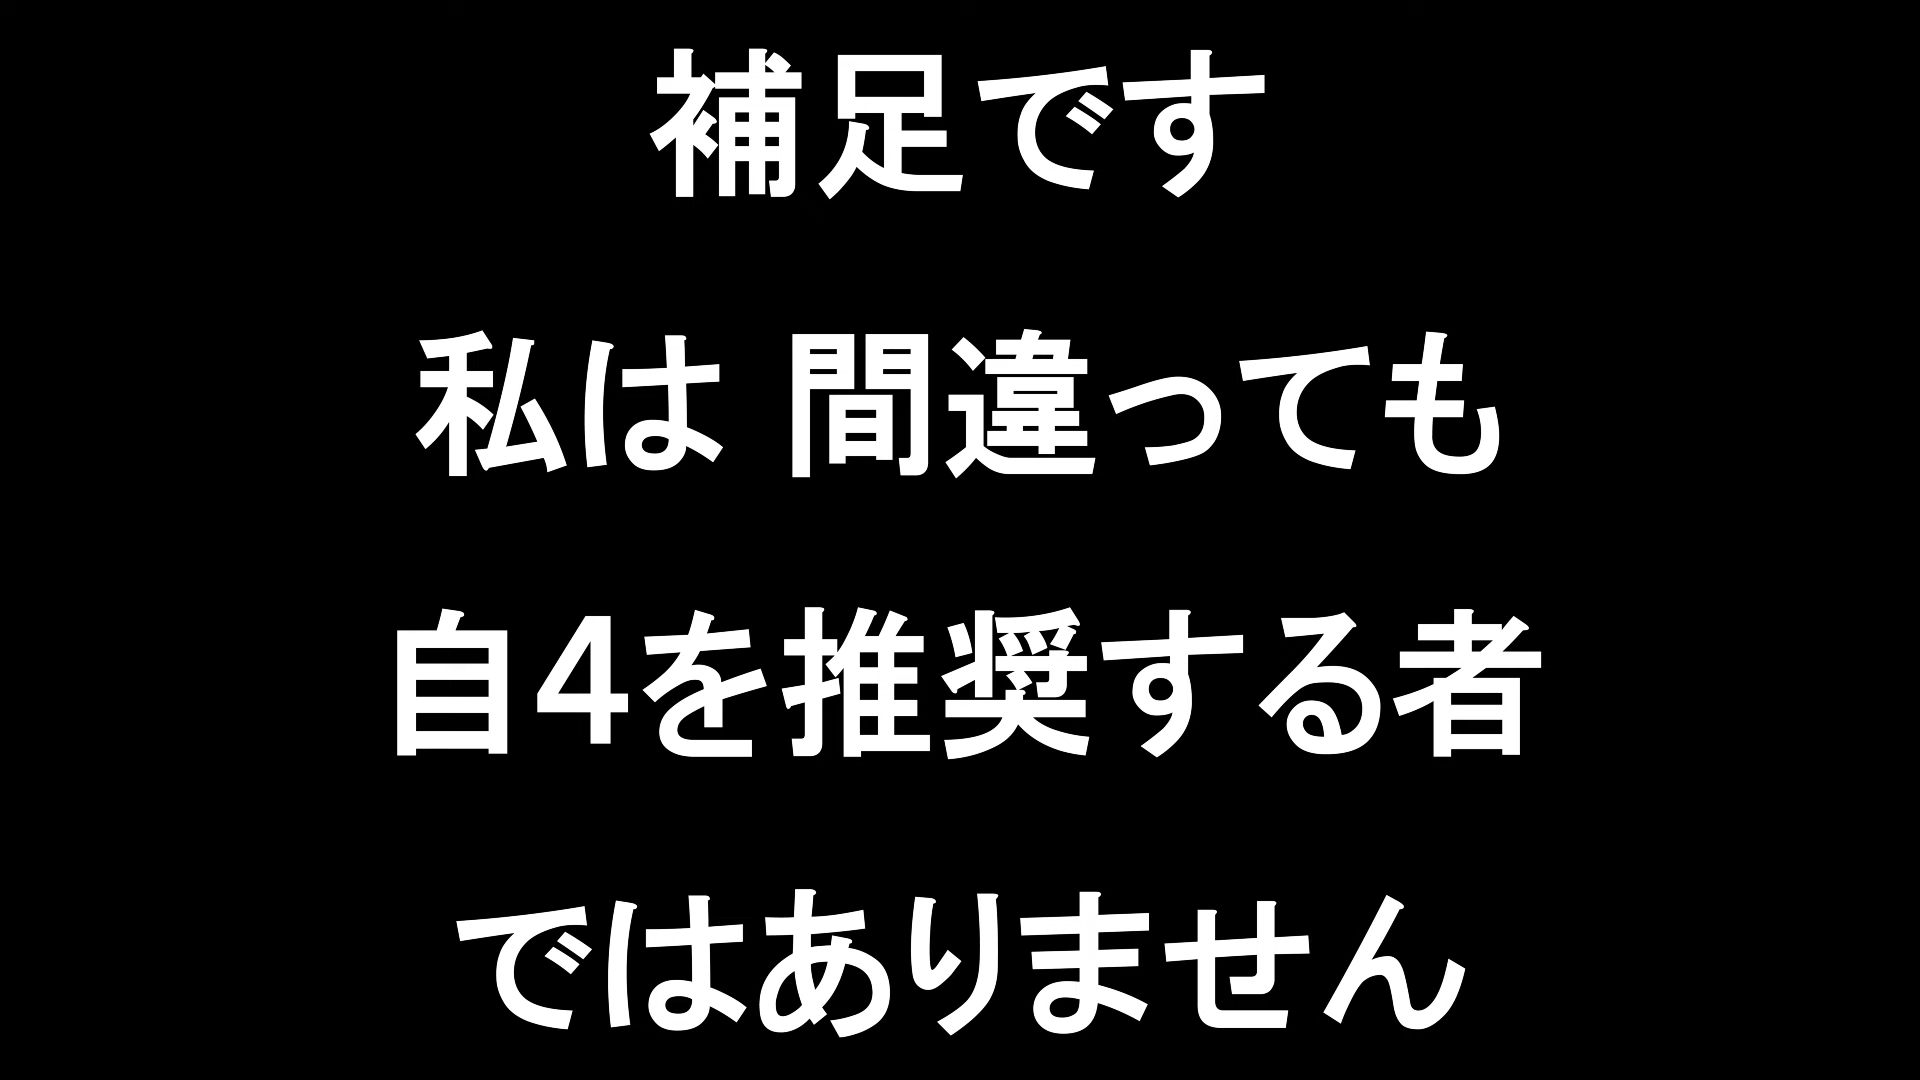 補足です
私は 間違っても
自4を推奨する者
ではありません